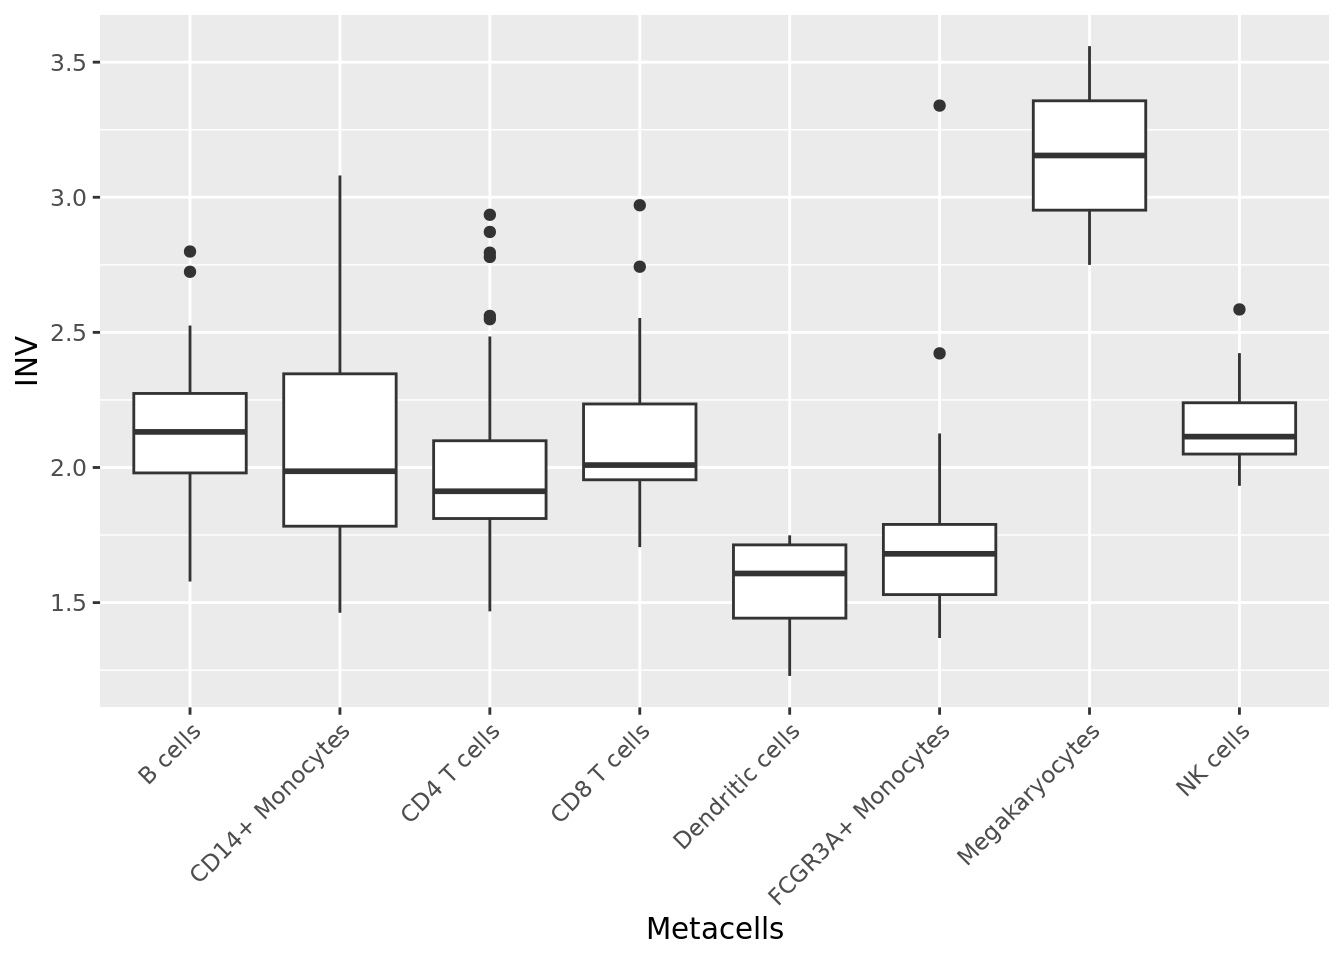 3.5
3.0
2.5
2.0
1.5
INV
B cells
CD14+ Monocytes
CD4 T cells
CD8 T cells
Dendritic cells
FCGR3A+ Monocytes
Megakaryocytes
NK cells
Metacells